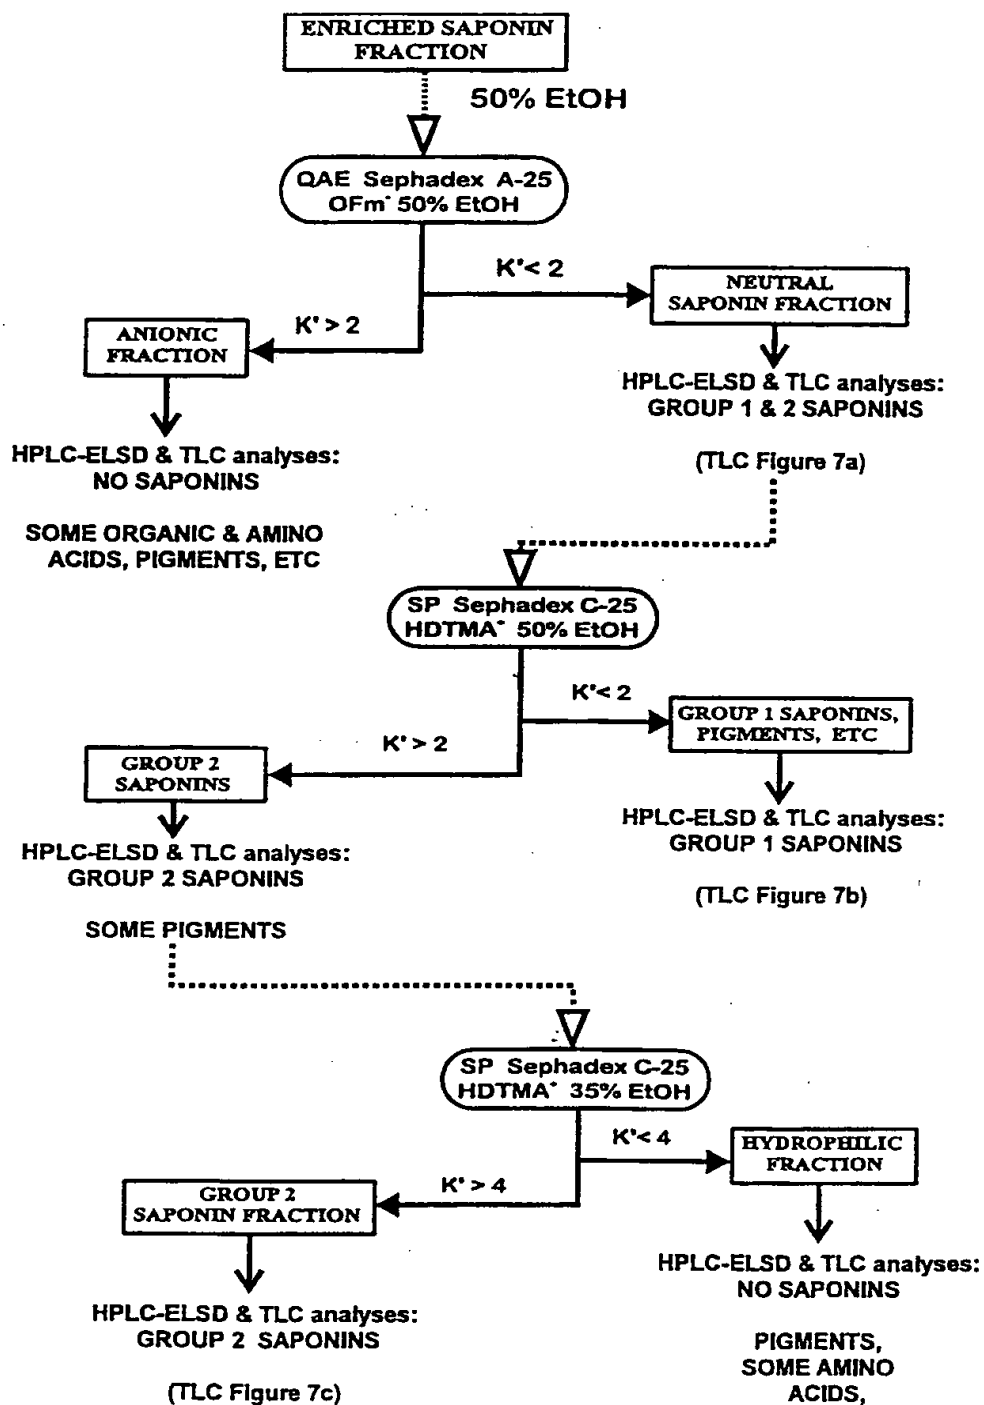 ENRICHED SAPONIN
FRACTION
50% EtOH
QAE Sephadex A-25
OFm⁻ 50% EtOH
K'< 2
NEUTRAL
SAPONIN FRACTION
K' > 2
ANIONIC
FRACTION
HPLC-ELSD & TLC analyses:
GROUP 1 & 2 SAPONINS
(TLC Figure 7a)
HPLC-ELSD & TLC analyses:
NO SAPONINS
SOME ORGANIC & AMINO
ACIDS, PIGMENTS, ETC
SP Sephadex C-25
HDTMA⁺ 50% EtOH
K'< 2
GROUP 1 SAPONINS,
PIGMENTS, ETC
K' > 2
GROUP 2
SAPONINS
HPLC-ELSD & TLC analyses:
GROUP 1 SAPONINS
(TLC Figure 7b)
HPLC-ELSD & TLC analyses:
GROUP 2 SAPONINS
SOME PIGMENTS
SP Sephadex C-25
HDTMA⁺ 35% EtOH
K'< 4
HYDROPHILIC
FRACTION
K' > 4
GROUP 2
SAPONIN FRACTION
HPLC-ELSD & TLC analyses:
NO SAPONINS
PIGMENTS,
SOME AMINO
ACIDS,
HPLC-ELSD & TLC analyses:
GROUP 2 SAPONINS
(TLC Figure 7c)